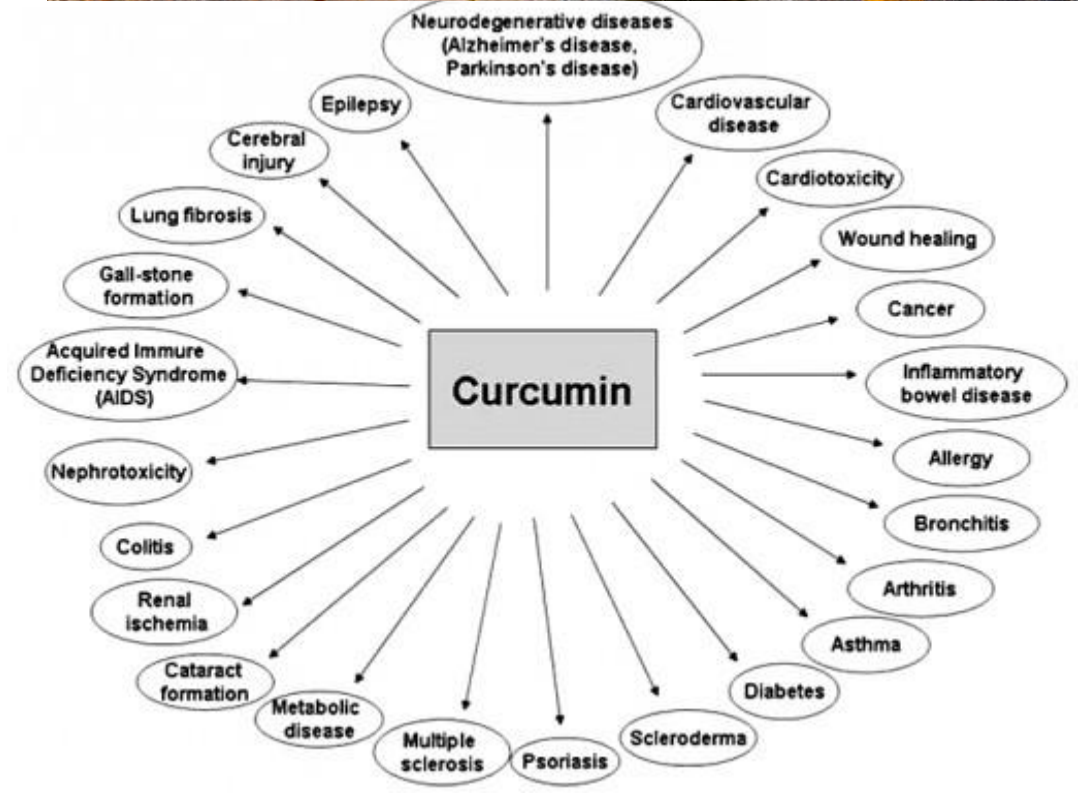 Neurodegenerative diseases
(Alzheimer's disease,
Parkinson's disease)
Cardiovascular
disease
Cardiotoxicity
Wound healing
Cancer
Inflammatory
bowel disease
Allergy
Bronchitis
Arthritis
Asthma
Diabetes
Scleroderma
Psoriasis
Multiple
sclerosis
Metabolic
disease
Cataract
formation
Renal
ischemia
Colitis
Nephrotoxicity
Acquired Immune
Deficiency Syndrome
(AIDS)
Gall-stone
formation
Lung fibrosis
Cerebral
injury
Epilepsy
Curcumin